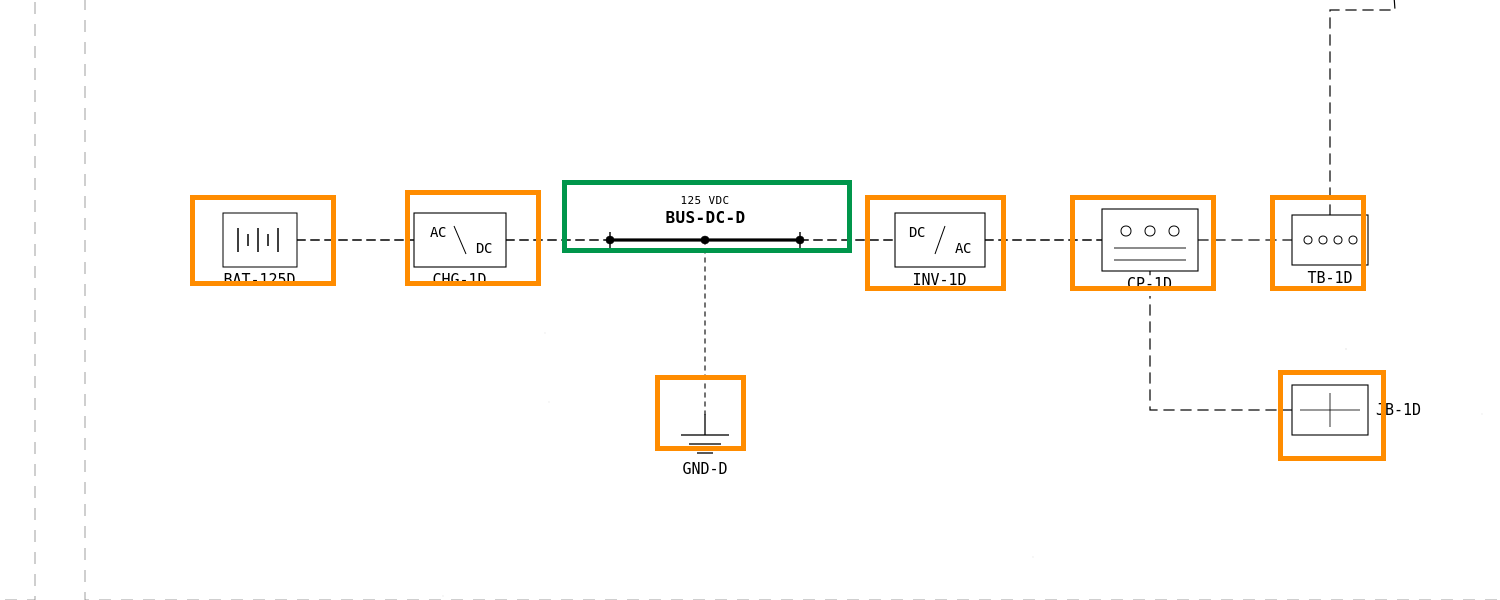 125 VDC
BUS-DC-D
AC
DC
DC
AC
BAT-125D
CHG-1D
INV-1D
CP-1D
TB-1D
JB-1D
GND-D